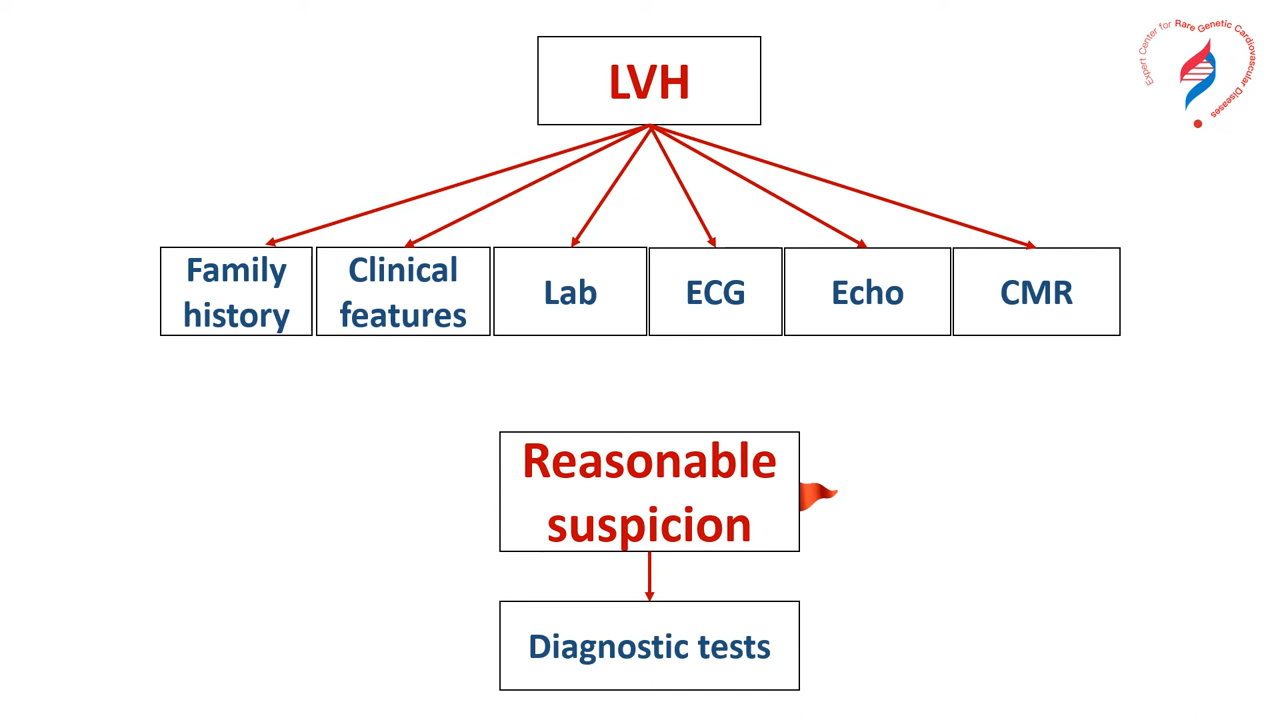 Expert Center for Rare Genetic Cardiovascular Diseases
LVH
Family
history
Clinical
features
Lab
ECG
Echo
CMR
Reasonable
suspicion
Diagnostic tests